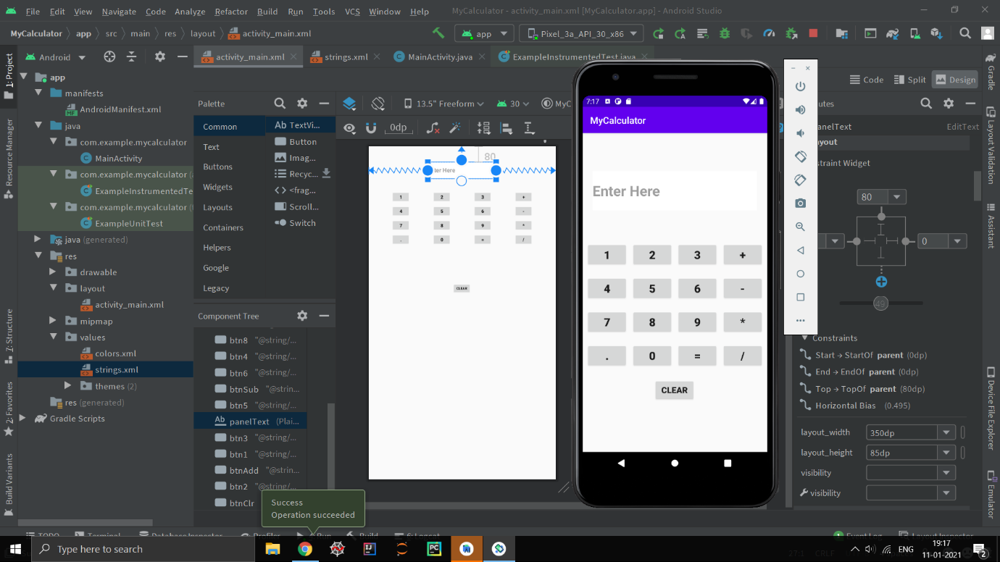 File Edit View Navigate Code Analyze Refactor Build Run Tools VCS Window Help MyCalculator - activity_main.xml [MyCalculator.app] - Android Studio
MyCalculator app src main res layout activity_main.xml app Pixel_3a_API_30_x86
1: Project
Resource Manager
7: Structure
2: Favorites
Build Variants
Android
app
manifests
AndroidManifest.xml
java
com.example.mycalculator
MainActivity
com.example.mycalculator
ExampleInstrumentedTe
com.example.mycalculator
ExampleUnitTest
java (generated)
res
drawable
layout
activity_main.xml
mipmap
values
colors.xml
strings.xml
themes (2)
res (generated)
Gradle Scripts
activity_main.xml strings.xml MainActivity.java ExampleInstrumentedTest.java
Code Split Design
Palette
Common
Text
Buttons
Widgets
Layouts
Containers
Helpers
Google
Legacy
Ab TextVi...
Button
Imag...
Recyc...
<frag...
Scroll...
Switch
Component Tree
btn8 "@string/...
btn4 "@string/...
btn6 "@string/...
btnSub "@strin...
btn5 "@string/...
Ab panelText (Plai...
btn3 "@string/...
btn1 "@string/...
btnAdd "@strin...
btn2 "@string/...
btnClr
Success
Operation succeeded
13.5" Freeform 30 MyC
0dp
80
ter Here
1 2 3 +
4 5 6 -
7 8 9 *
. 0 = /
CLEAR
7:17
MyCalculator
Enter Here
1 2 3 +
4 5 6 -
7 8 9 *
. 0 = /
CLEAR
utes
panelText EditText
yout
straint Widget
80
0
49
Constraints
Start → StartOf parent (0dp)
End → EndOf parent (0dp)
Top → TopOf parent (80dp)
Horizontal Bias (0.495)
layout_width 350dp
layout_height 85dp
visibility
visibility
Gradle
Layout Validation
Assistant
Device File Explorer
Emulator
TODO Terminal Database Inspector Profiler 4: Run Build 6: Logcat Event Log Layout Inspector
27:1 CRLF
Type here to search
ENG
19:17
11-01-2021
2